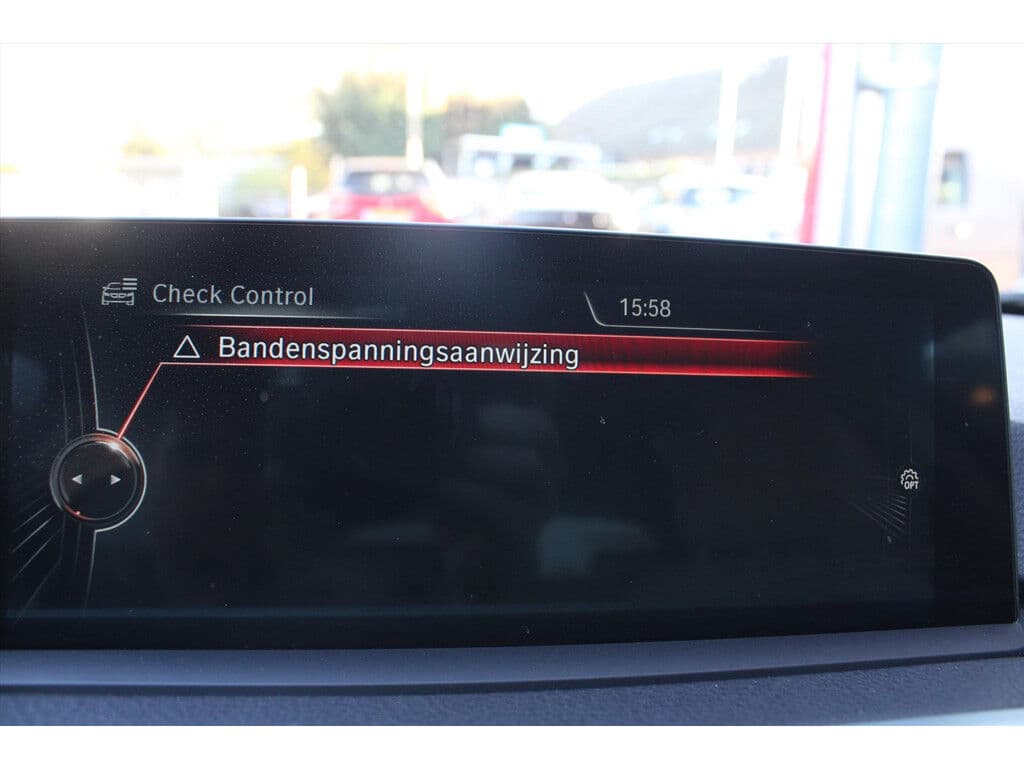 Check Control
15:58
Bandenspanningsaanwijzing
OPT